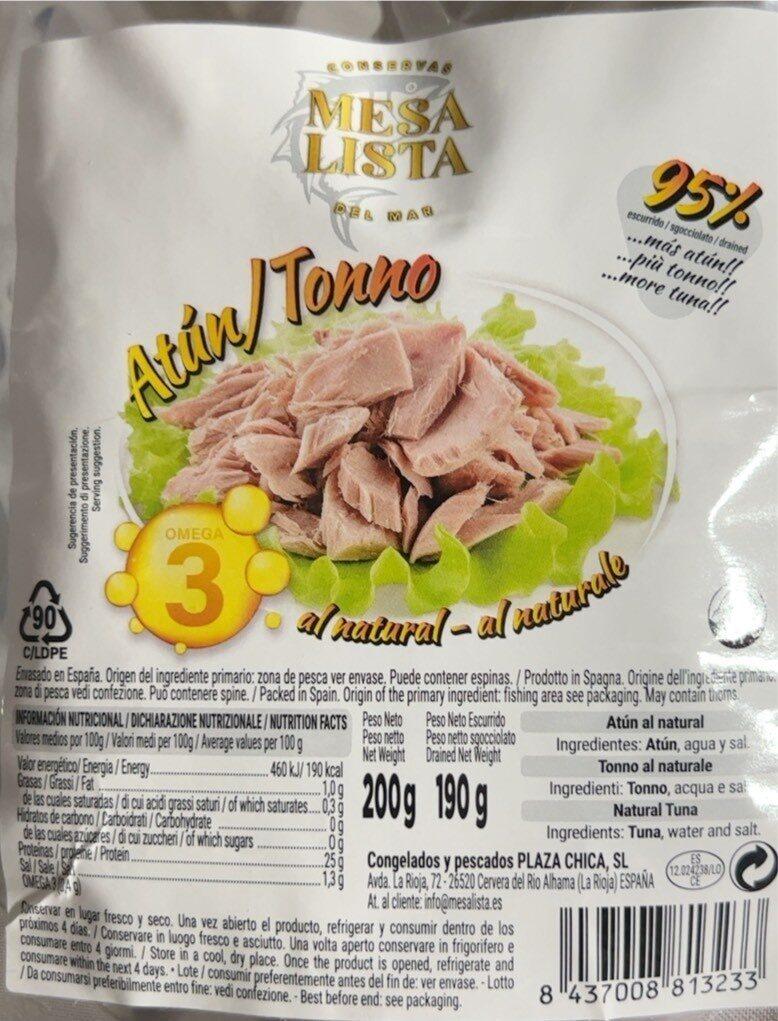 CONSERVAS
MESA
LISTA
DEL MAR
95%
escurrido / sgocciolato / drained
...más atún!!
...più tonno!!
...more tuna!!
Atún/Tonno
Sugerencia de presentación.
Suggerimento di presentazione.
Serving suggestion.
OMEGA
3
al natural - al naturale
90
C/LDPE
Envasado en España. Origen del ingrediente primario: zona de pesca ver envase. Puede contener espinas. / Prodotto in Spagna. Origine dell'ingrediente primario:
zona di pesca vedi confezione. Può contenere spine. / Packed in Spain. Origin of the primary ingredient: fishing area see packaging. May contain thorns.
INFORMACIÓN NUTRICIONAL / DICHIARAZIONE NUTRIZIONALE / NUTRITION FACTS
Valores medios por 100g / Valori medi per 100g / Average values per 100 g
Valor energético/ Energia / Energy 460 kJ/ 190 kcal
Grasas / Grassi / Fat 1,0 g
de las cuales saturadas / di cui acidi grassi saturi / of which saturates 0,3 g
Hidratos de carbono / Carboidrati / Carbohydrate 0 g
de las cuales azúcares / di cui zuccheri / of which sugars 0 g
Proteinas / proteine / Protein 25 g
Sal / Sale / 1,3 g
OMEGA 3
Peso Neto
Peso netto
Net Weight
200g
Peso Neto Escurrido
Peso netto sgocciolato
Drained Net Weight
190 g
Atún al natural
Ingredientes: Atún, agua y sal.
Tonno al naturale
Ingredienti: Tonno, acqua e sa
Natural Tuna
Ingredients: Tuna, water and salt.
Congelados y pescados PLAZA CHICA, SL
Avda. La Rioja, 72 - 26520 Cervera del Rio Alhama (La Rioja) ESPAÑA
At. al cliente: info@mesalista.es
ES
12.024238/LO
CE
Conservar en lugar fresco y seco. Una vez abierto el producto, refrigerar y consumir dentro de los
próximos 4 días. / Conservare in luogo fresco e asciutto. Una volta aperto conservare in frigorifero e
consumare entro 4 giormi. / Store in a cool, dry place. Once the product is opened, refrigerate and
consumare within the next 4 days. • Lote / consumir preferentemente antes del fin de: ver envase. - Lotto
/ Da consumarsi preferibilmente entro fine: vedi confezione. - Best before end: see packaging.
8 437008 813233